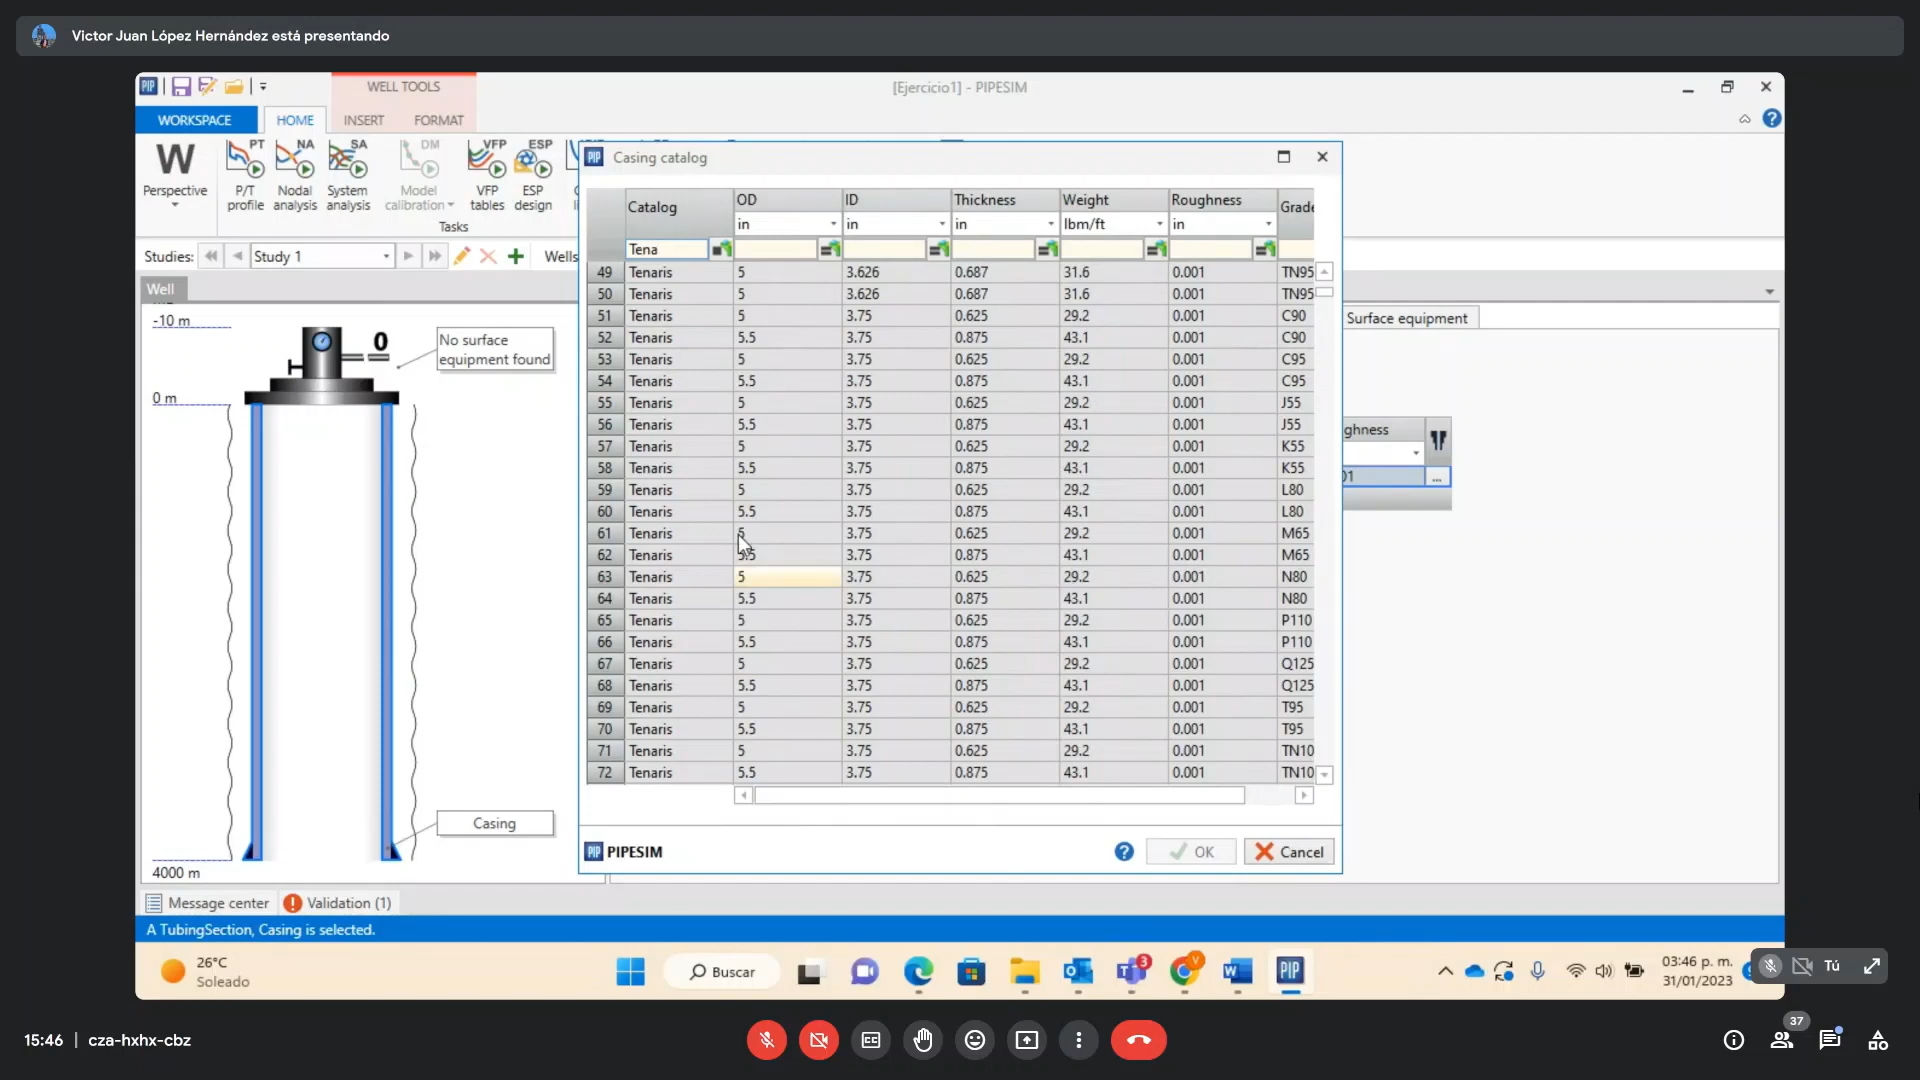 Victor Juan López Hernández está presentando
PIP
WELL TOOLS
[Ejercicio1] - PIPESIM
WORKSPACE HOME INSERT FORMAT
W
Perspective
PT
P/T profile
NA
Nodal analysis
SA
System analysis
DM
Model calibration
VFP
VFP tables
ESP
ESP design
Tasks
Studies: Study 1 Wells
Well
-10 m
0
No surface
equipment found
0 m
Casing
4000 m
PIP Casing catalog
Catalog OD ID Thickness Weight Roughness Grade
in in in lbm/ft in
Tena
49 Tenaris 5 3.626 0.687 31.6 0.001 TN95
50 Tenaris 5 3.626 0.687 31.6 0.001 TN95
51 Tenaris 5 3.75 0.625 29.2 0.001 C90
52 Tenaris 5.5 3.75 0.875 43.1 0.001 C90
53 Tenaris 5 3.75 0.625 29.2 0.001 C95
54 Tenaris 5.5 3.75 0.875 43.1 0.001 C95
55 Tenaris 5 3.75 0.625 29.2 0.001 J55
56 Tenaris 5.5 3.75 0.875 43.1 0.001 J55
57 Tenaris 5 3.75 0.625 29.2 0.001 K55
58 Tenaris 5.5 3.75 0.875 43.1 0.001 K55
59 Tenaris 5 3.75 0.625 29.2 0.001 L80
60 Tenaris 5.5 3.75 0.875 43.1 0.001 L80
61 Tenaris 5 3.75 0.625 29.2 0.001 M65
62 Tenaris 5.5 3.75 0.875 43.1 0.001 M65
63 Tenaris 5 3.75 0.625 29.2 0.001 N80
64 Tenaris 5.5 3.75 0.875 43.1 0.001 N80
65 Tenaris 5 3.75 0.625 29.2 0.001 P110
66 Tenaris 5.5 3.75 0.875 43.1 0.001 P110
67 Tenaris 5 3.75 0.625 29.2 0.001 Q125
68 Tenaris 5.5 3.75 0.875 43.1 0.001 Q125
69 Tenaris 5 3.75 0.625 29.2 0.001 T95
70 Tenaris 5.5 3.75 0.875 43.1 0.001 T95
71 Tenaris 5 3.75 0.625 29.2 0.001 TN10
72 Tenaris 5.5 3.75 0.875 43.1 0.001 TN10
PIP PIPESIM ? OK Cancel
Surface equipment
ghness
01 ...
Message center Validation (1)
A TubingSection, Casing is selected.
26°C
Soleado
Buscar
3
V
W
PIP
03:46 p. m.
31/01/2023
Tú
15:46 | cza-hxhx-cbz
37